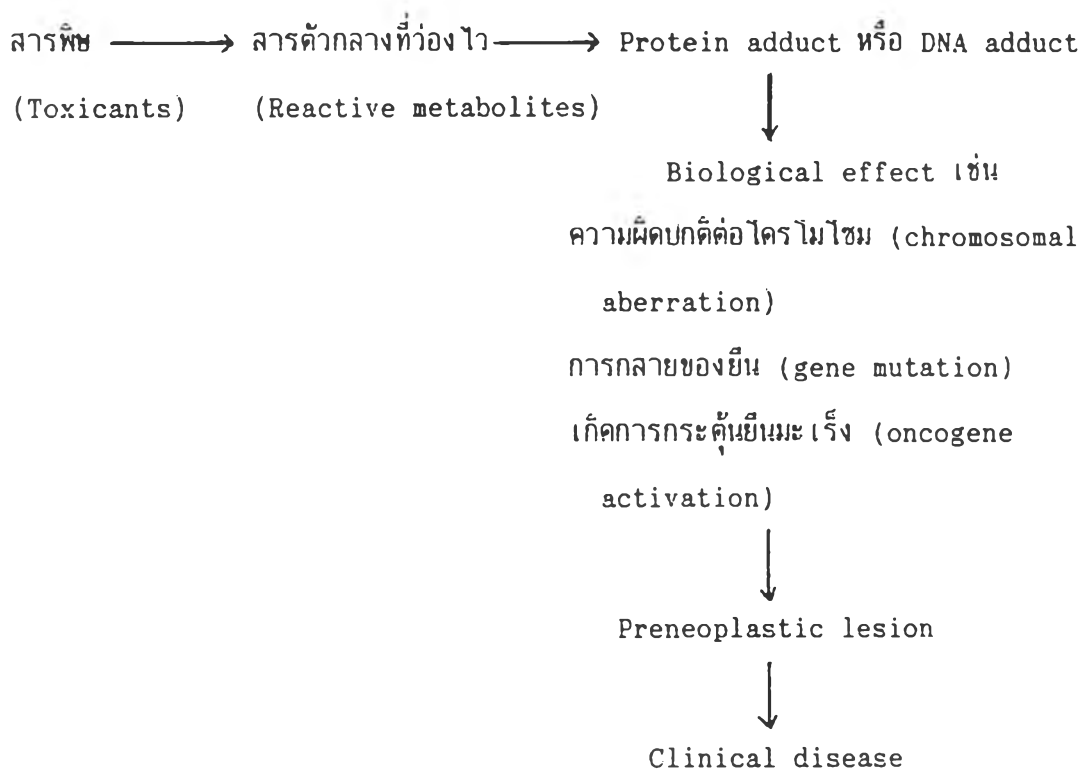 สารพิษ ⟶ สารตัวกลางที่ว่องไว ⟶ Protein adduct หรือ DNA adduct
(Toxicants) (Reactive metabolites)
Biological effect เช่น
ความผิดปกติต่อโครโมโซม (chromosomal
aberration)
การกลายของยีน (gene mutation)
เกิดการกระตุ้นยีนมะเร็ง (oncogene
activation)
Preneoplastic lesion
Clinical disease